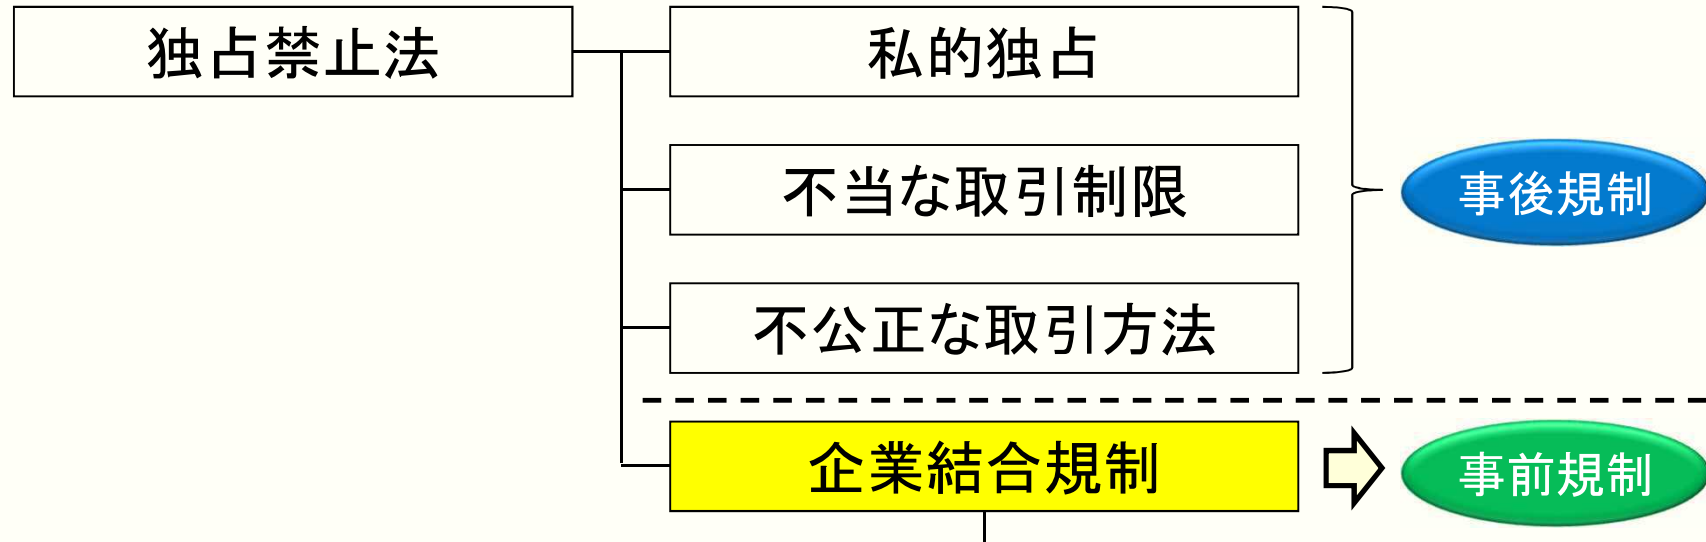 独占禁止法
私的独占
不当な取引制限
事後規制
不公正な取引方法
企業結合規制
事前規制